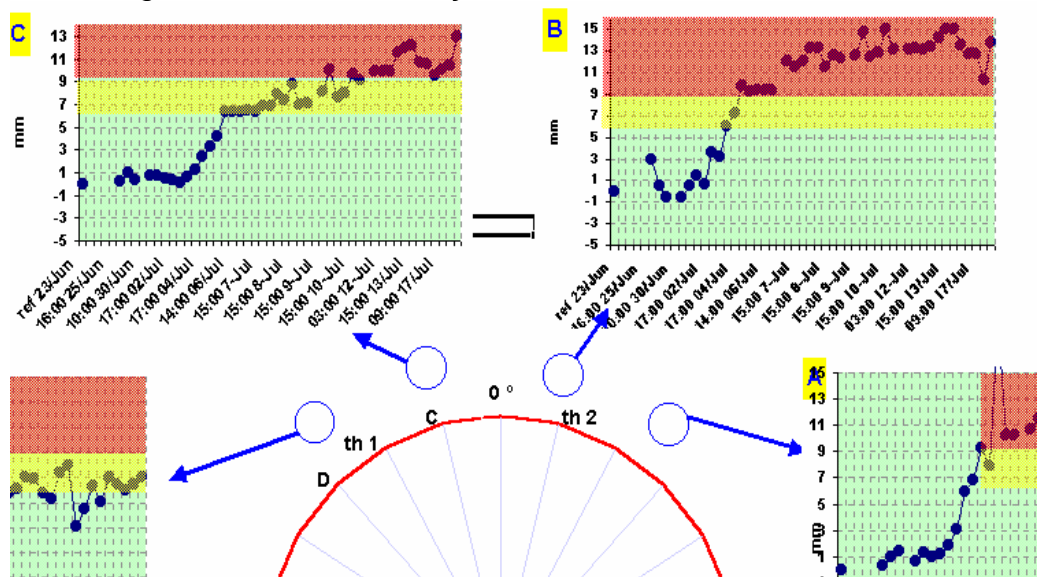 C
13
11
9
7
5
3
1
-1
-3
-5
mm
ref 23/Jun
16:00 25/Jun
10:00 30/Jun
17:00 02/Jul
17:00 04/Jul
14:00 06/Jul
15:00 7-/Jul
15:00 8-/Jul
15:00 9-/Jul
15:00 10-/Jul
03:00 12-/Jul
15:00 13/Jul
09:00 17/Jul
B
15
13
11
9
7
5
3
1
-1
-3
-5
mm
ref 23/Jun
16:00 25/Jun
10:00 30/Jun
17:00 02/Jul
17:00 04/Jul
14:00 06/Jul
15:00 7-/Jul
15:00 8-/Jul
15:00 9-/Jul
15:00 10-/Jul
03:00 12-/Jul
15:00 13/Jul
09:00 17/Jul
0 °
C
th 2
th 1
D
A
15
13
11
9
7
5